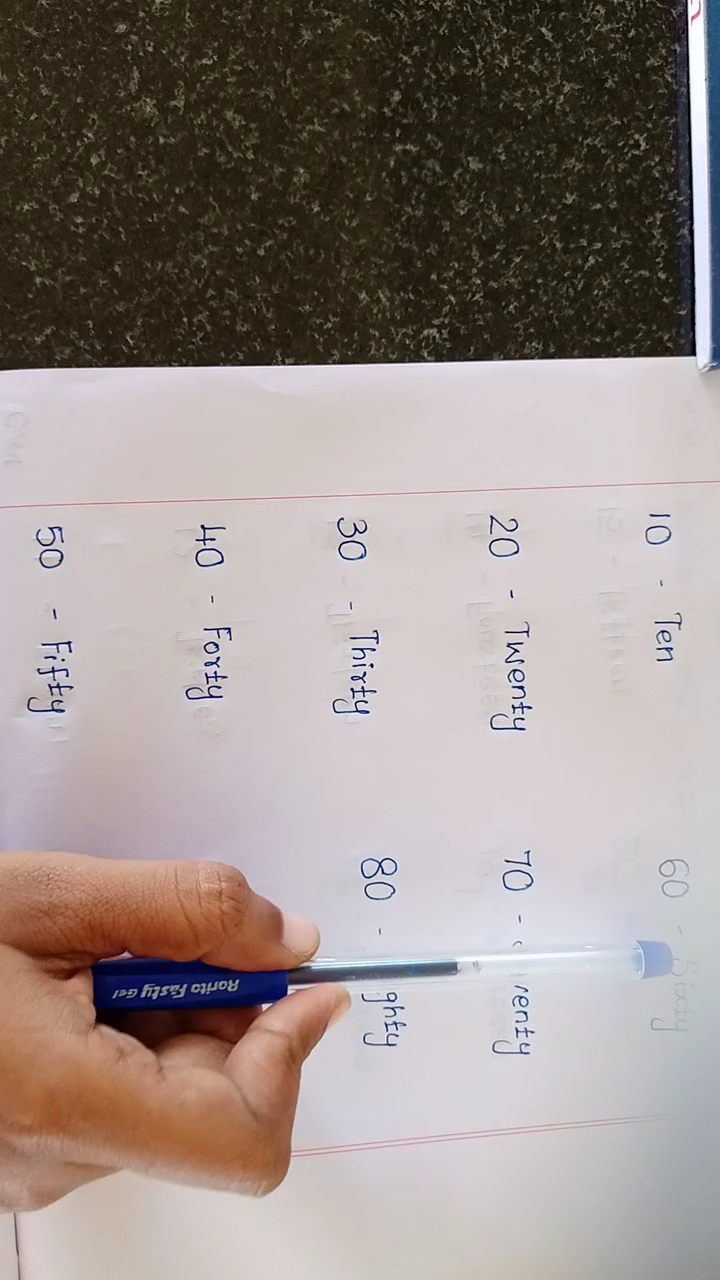 10 - Ten
20 - Twenty
30 - Thirty
40 - Forty
50 - Fifty
60 - Sixty
70 -
80 -
Rorito Fasty Gel